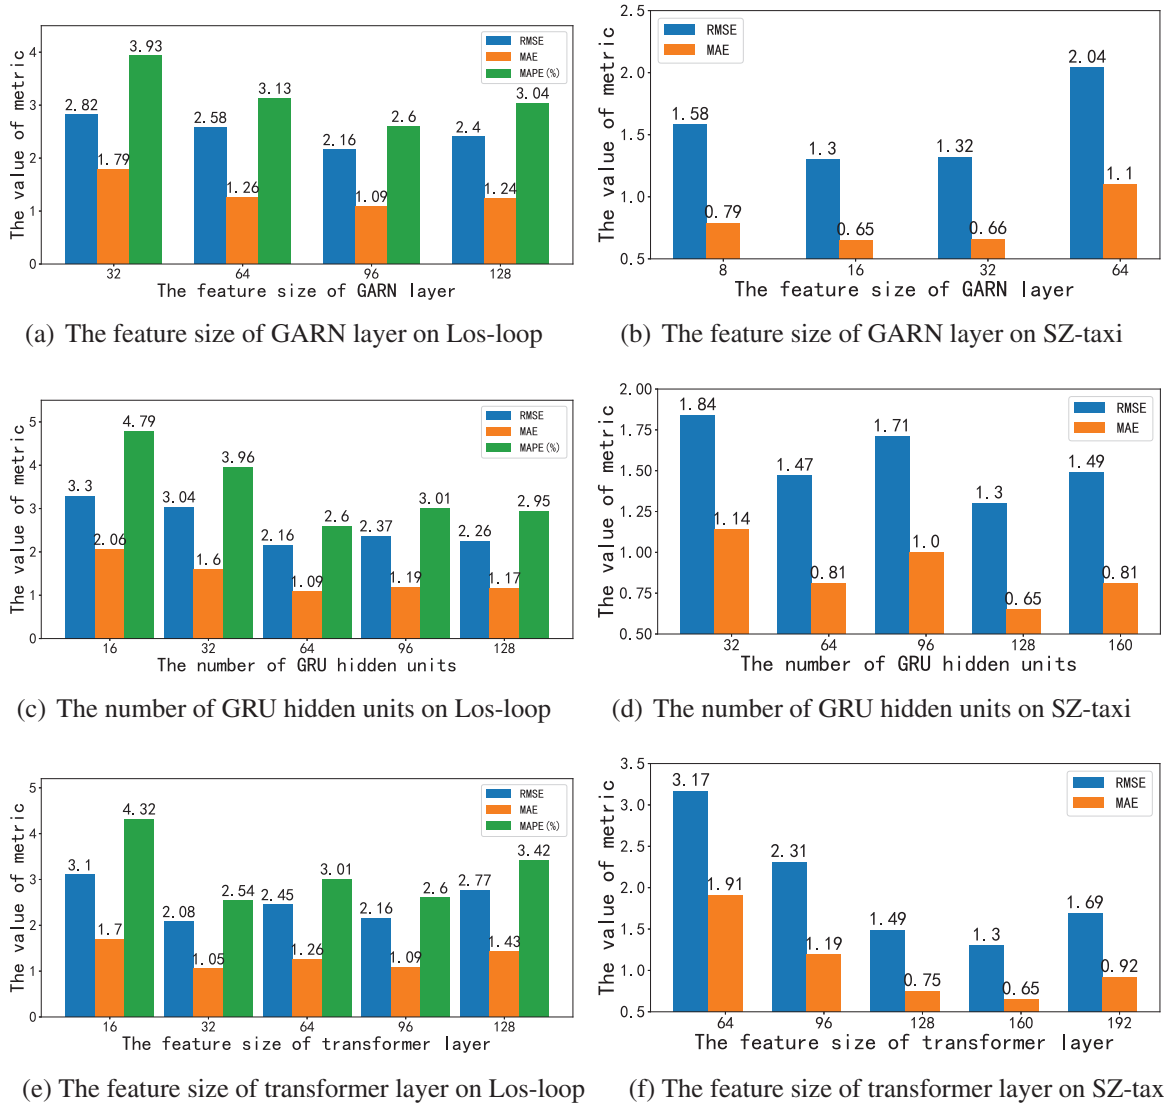 The value of metric
4
3
2
1
0
2.82
1.79
3.93
2.58
1.26
3.13
2.16
1.09
2.6
2.4
1.24
3.04
RMSE
MAE
MAPE(%)
32 64 96 128
The feature size of GARN layer
(a) The feature size of GARN layer on Los-loop
The value of metric
2.5
2.0
1.5
1.0
0.5
1.58
0.79
1.3
0.65
1.32
0.66
2.04
1.1
RMSE
MAE
8 16 32 64
The feature size of GARN layer
(b) The feature size of GARN layer on SZ-taxi
The value of metric
5
4
3
2
1
0
3.3
2.06
4.79
3.04
1.6
3.96
2.16
1.09
2.6
2.37
1.19
3.01
2.26
1.17
2.95
RMSE
MAE
MAPE(%)
16 32 64 96 128
The number of GRU hidden units
(c) The number of GRU hidden units on Los-loop
The value of metric
2.00
1.75
1.50
1.25
1.00
0.75
0.50
1.84
1.14
1.47
0.81
1.71
1.0
1.3
0.65
1.49
0.81
RMSE
MAE
32 64 96 128 160
The number of GRU hidden units
(d) The number of GRU hidden units on SZ-taxi
The value of metric
5
4
3
2
1
0
3.1
1.7
4.32
2.08
1.05
2.54
2.45
1.26
3.01
2.16
1.09
2.6
2.77
1.43
3.42
RMSE
MAE
MAPE(%)
16 32 64 96 128
The feature size of transformer layer
(e) The feature size of transformer layer on Los-loop
The value of metric
3.5
3.0
2.5
2.0
1.5
1.0
0.5
3.17
1.91
2.31
1.19
1.49
0.75
1.3
0.65
1.69
0.92
RMSE
MAE
64 96 128 160 192
The feature size of transformer layer
(f) The feature size of transformer layer on SZ-tax